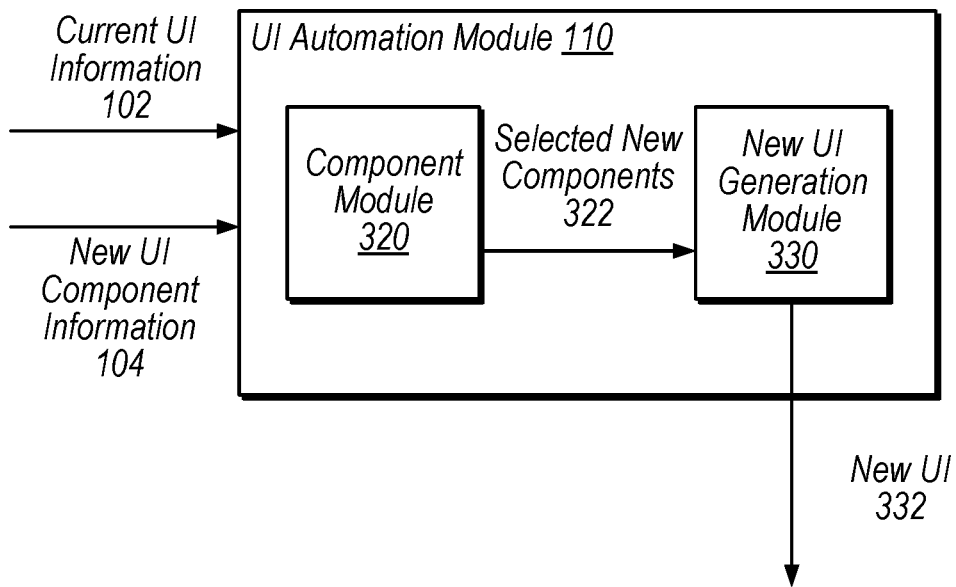 Current UI
Information
102
UI Automation Module 110
Component
Module
320
Selected New
Components
322
New UI
Generation
Module
330
New UI
Component
Information
104
New UI
332